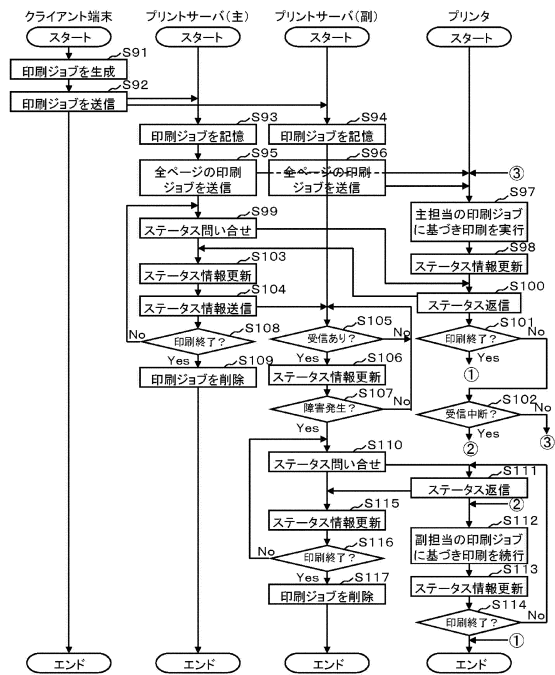 クライアント端末 プリントサーバ(主) プリントサーバ(副) プリンタ
スタート スタート スタート スタート
S91
印刷ジョブを生成
S92
印刷ジョブを送信
S93 S94
印刷ジョブを記憶 印刷ジョブを記憶
S95 S96
全ページの印刷 全ページの印刷
ジョブを送信 ジョブを送信
③
S97
主担当の印刷ジョブ
に基づき印刷を実行
S99
ステータス問い合せ
S98
ステータス情報更新
S103
ステータス情報更新
S100
ステータス返信
S104
ステータス情報送信
S108 S105 S101
印刷終了? 受信あり? 印刷終了?
No No No
Yes Yes Yes
S109 S106
印刷ジョブを削除 ステータス情報更新
①
S107 S102
障害発生? 受信中断?
No No
Yes Yes
② ③
S110
ステータス問い合せ
S111
ステータス返信
②
S115
ステータス情報更新
S112
副担当の印刷ジョブ
に基づき印刷を続行
S116
印刷終了?
No
Yes
S113
ステータス情報更新
S117
印刷ジョブを削除
S114
印刷終了?
No
①
エンド エンド エンド エンド